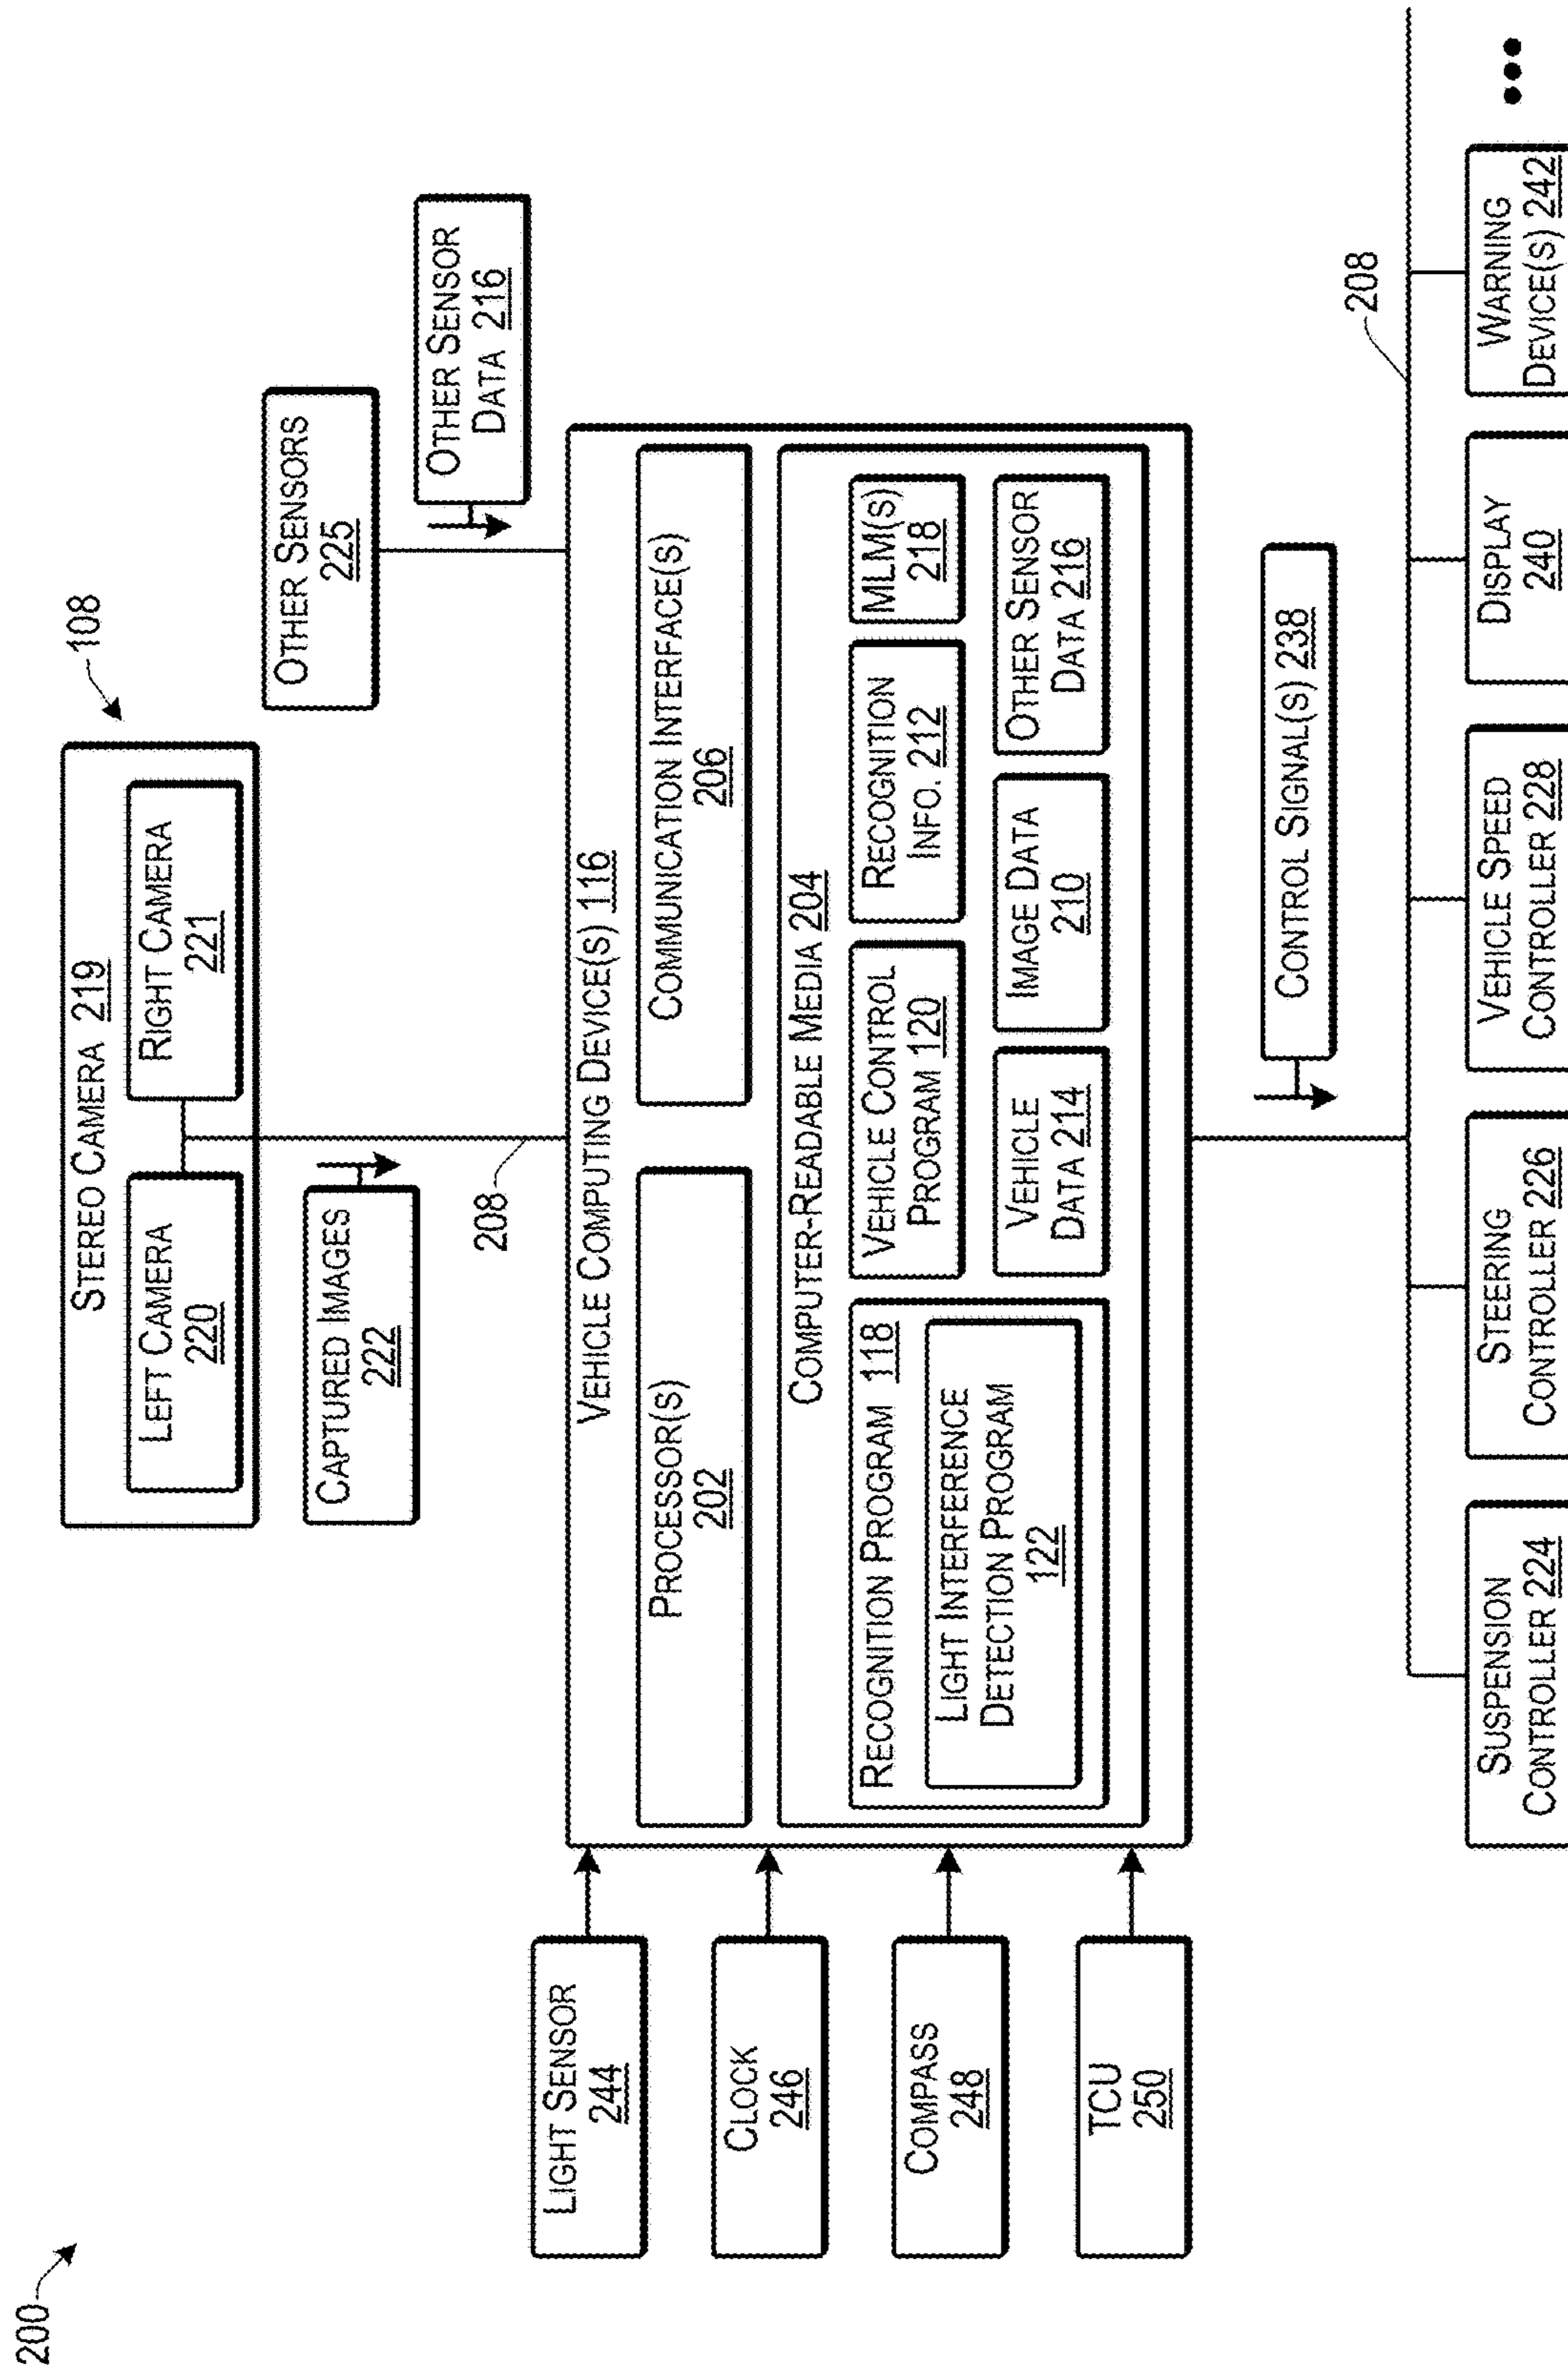 200
108
STEREO CAMERA 219
LEFT CAMERA
220
RIGHT CAMERA
221
CAPTURED IMAGES
222
208
OTHER SENSORS
225
OTHER SENSOR
DATA 216
LIGHT SENSOR
244
CLOCK
246
COMPASS
248
TCU
250
VEHICLE COMPUTING DEVICE(S) 116
PROCESSOR(S)
202
COMMUNICATION INTERFACE(S)
206
COMPUTER-READABLE MEDIA 204
RECOGNITION PROGRAM 118
LIGHT INTERFERENCE
DETECTION PROGRAM
122
VEHICLE CONTROL
PROGRAM 120
RECOGNITION
INFO. 212
MLM(S)
218
VEHICLE
DATA 214
IMAGE DATA
210
OTHER SENSOR
DATA 216
CONTROL SIGNAL(S) 238
208
SUSPENSION
CONTROLLER 224
STEERING
CONTROLLER 226
VEHICLE SPEED
CONTROLLER 228
DISPLAY
240
WARNING
DEVICE(S) 242
•••